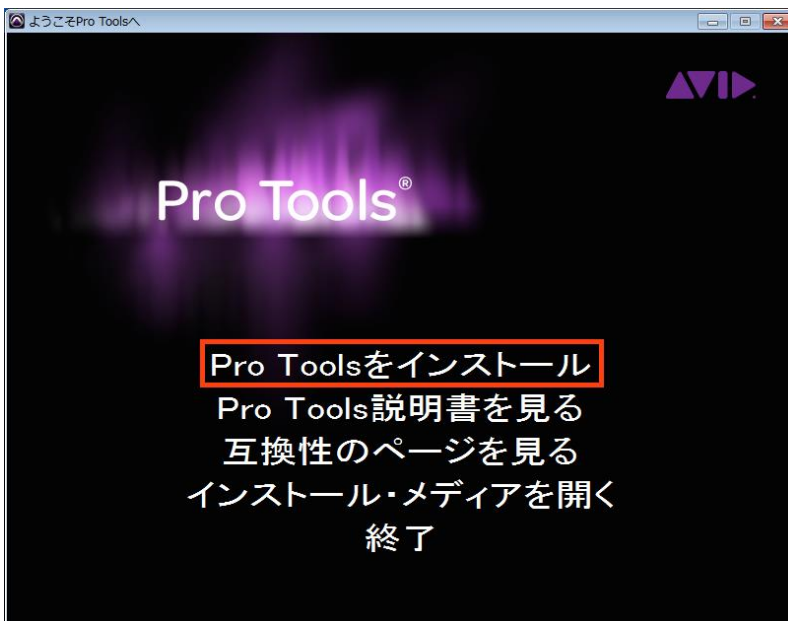 ようこそPro Toolsへ
AVID
Pro Tools®
Pro Toolsをインストール
Pro Tools説明書を見る
互換性のページを見る
インストール・メディアを開く
終了